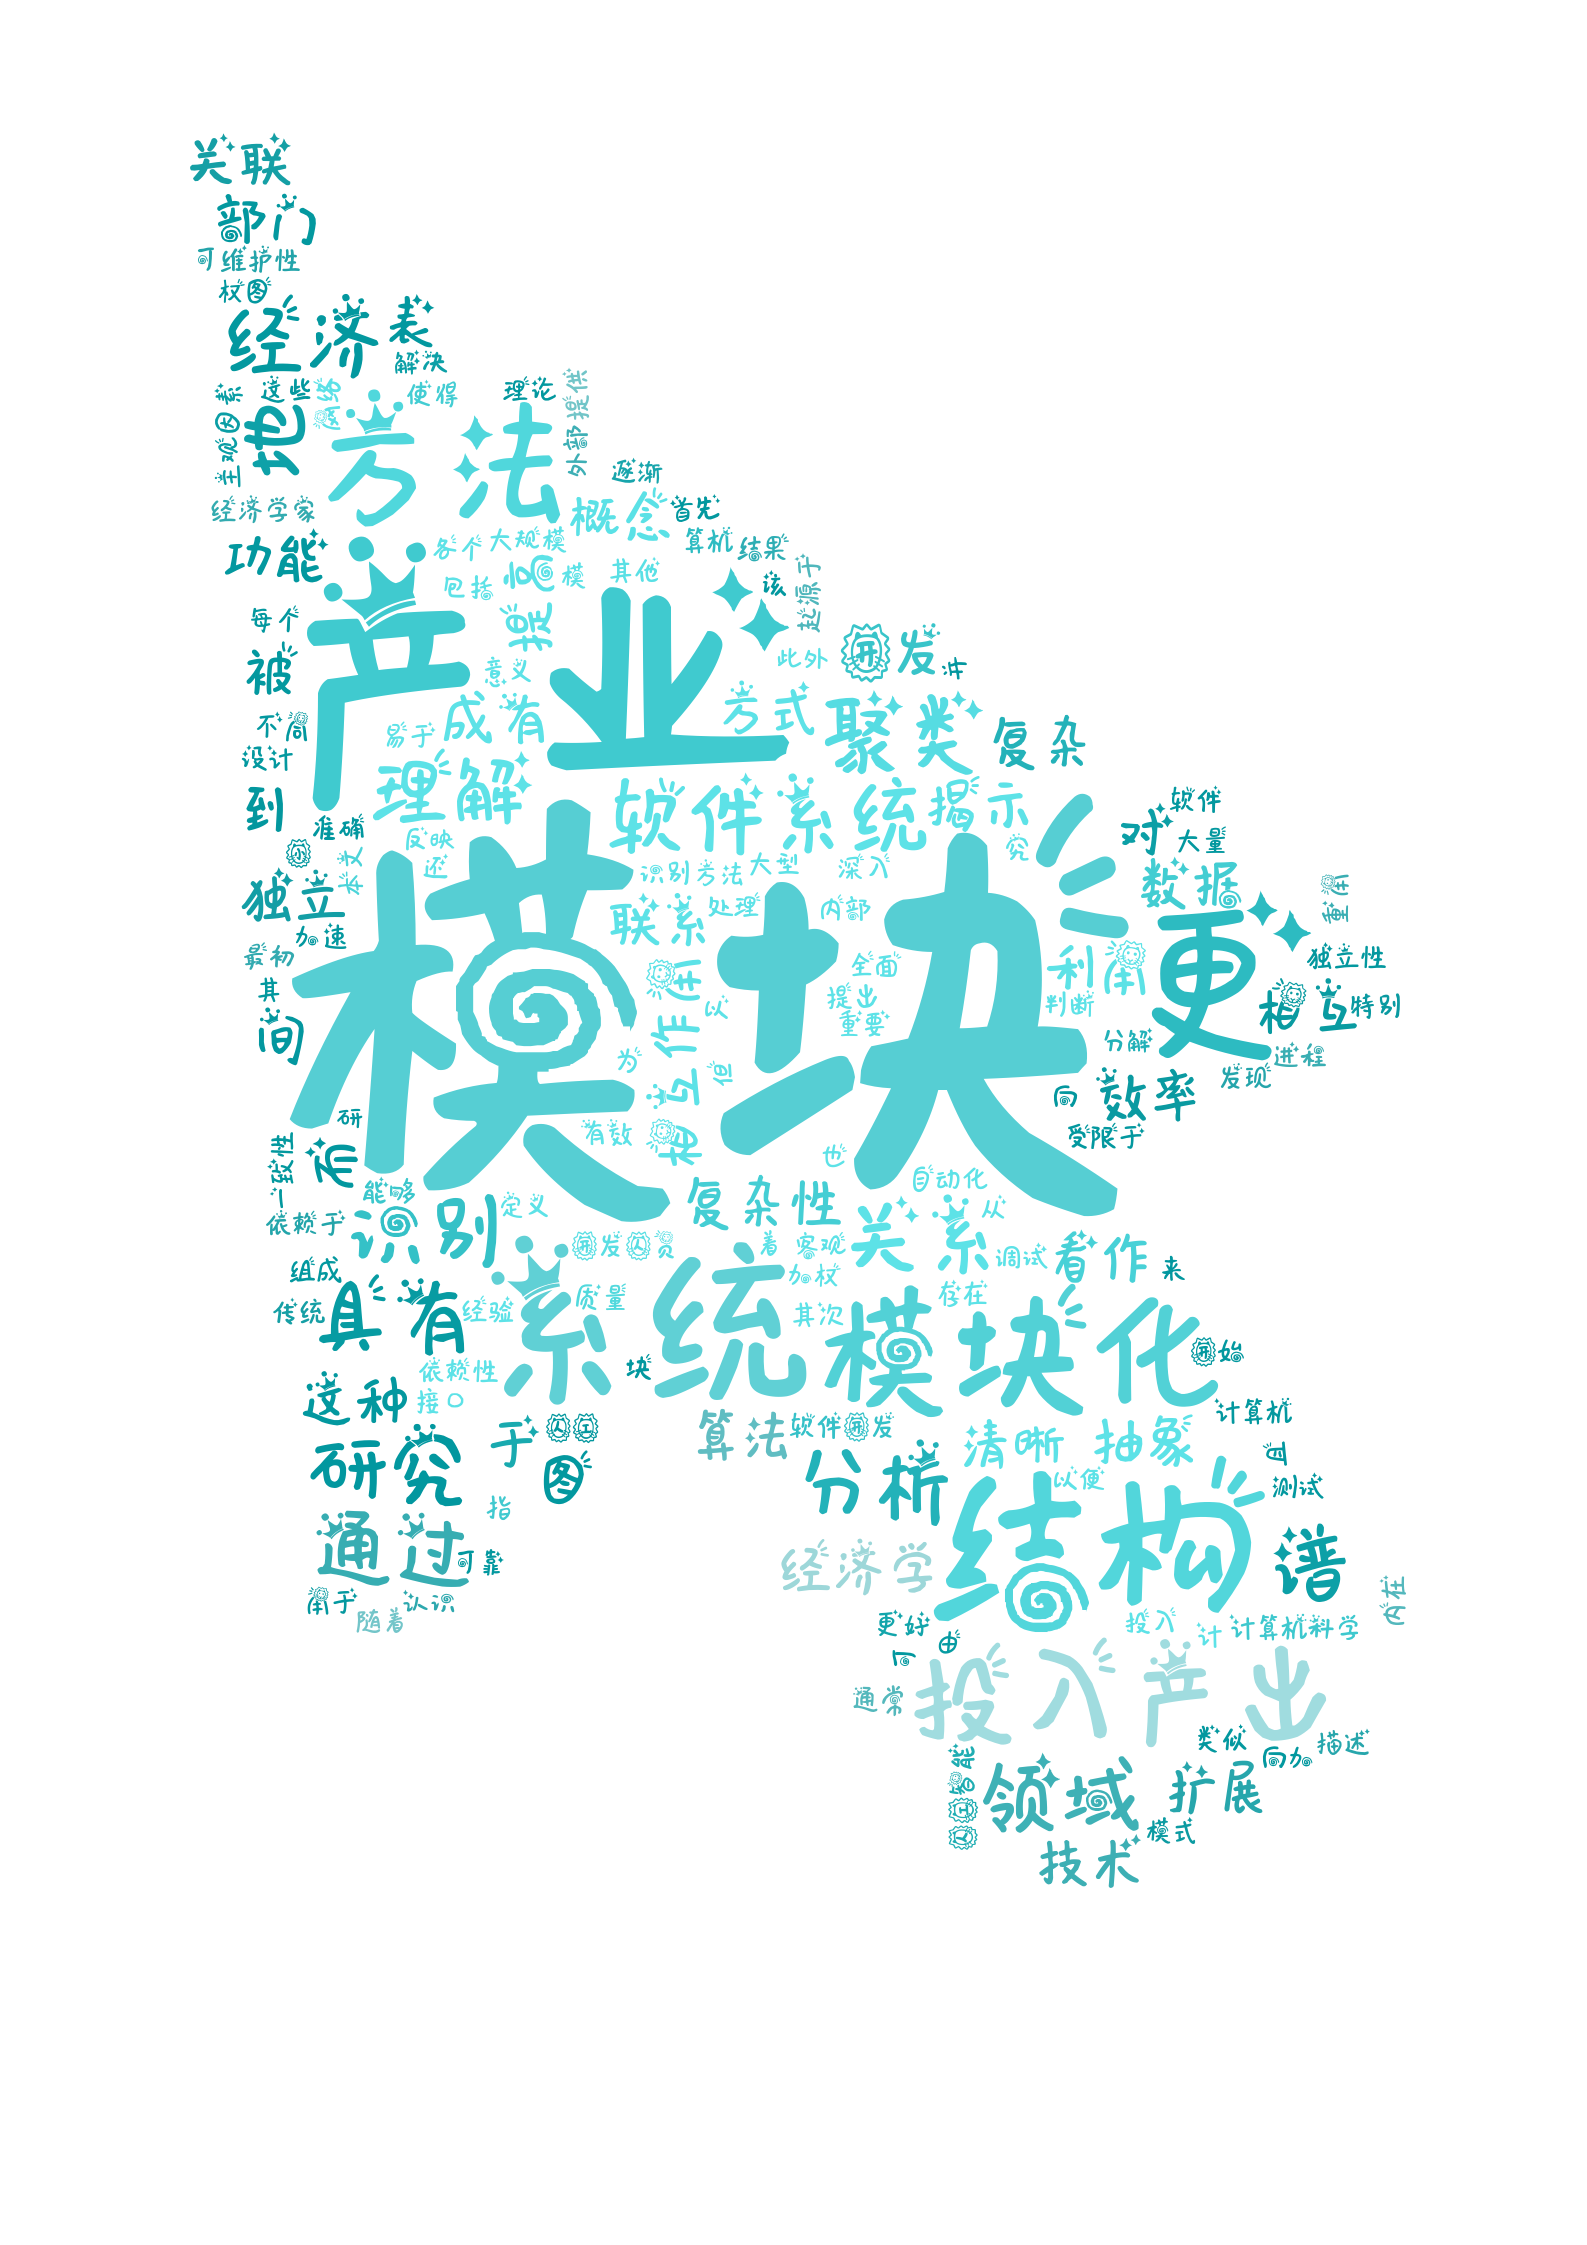 关联
部门
可维护性
杖图
经济表
解决
这些
网络
使得
理论
外部提供
主观因素
地
方法
逐渐
经济学家
概念
首先
功能
各个
大规模
算机
结果
包括
模
其他
该
起源于
每个
产业
提高
此外
开发
冲
被
意义
不同
易于
成有
方式
聚类
复杂
设计
理解
软件系统
揭示
软件
到
准确
对
大量
小
本文
反映
还
究
模块
识别方法
大型
深入
数据
重用
独立
联系
处理
内部
更
加速
最初
全面
利用
独立性
其
相互作用
以
提出
重要
判断
相互
特别
间
为
但
分解
进程
发现
向
效率
研
有效
受限于
一致性
作
也
能够
自动化
依赖于
识别
定义
复杂性
关系
从
开发人员
着
客观
调试
看作
来
组成
加权
传统
具有
经验
系统
质量
其次
存在
模块化
开始
依赖性
块
这种
接口
计算机
于
人工
算法
软件开发
清晰
抽象
且
研究
图
分析
以便
测试
指
结构
谱
通过
可靠
经济学
内在
用于
认识
随着
更好
由
投入
计
计算机科学
投入产出
通常
类似
向加
描述
人工智能
领域
扩展
模式
技术